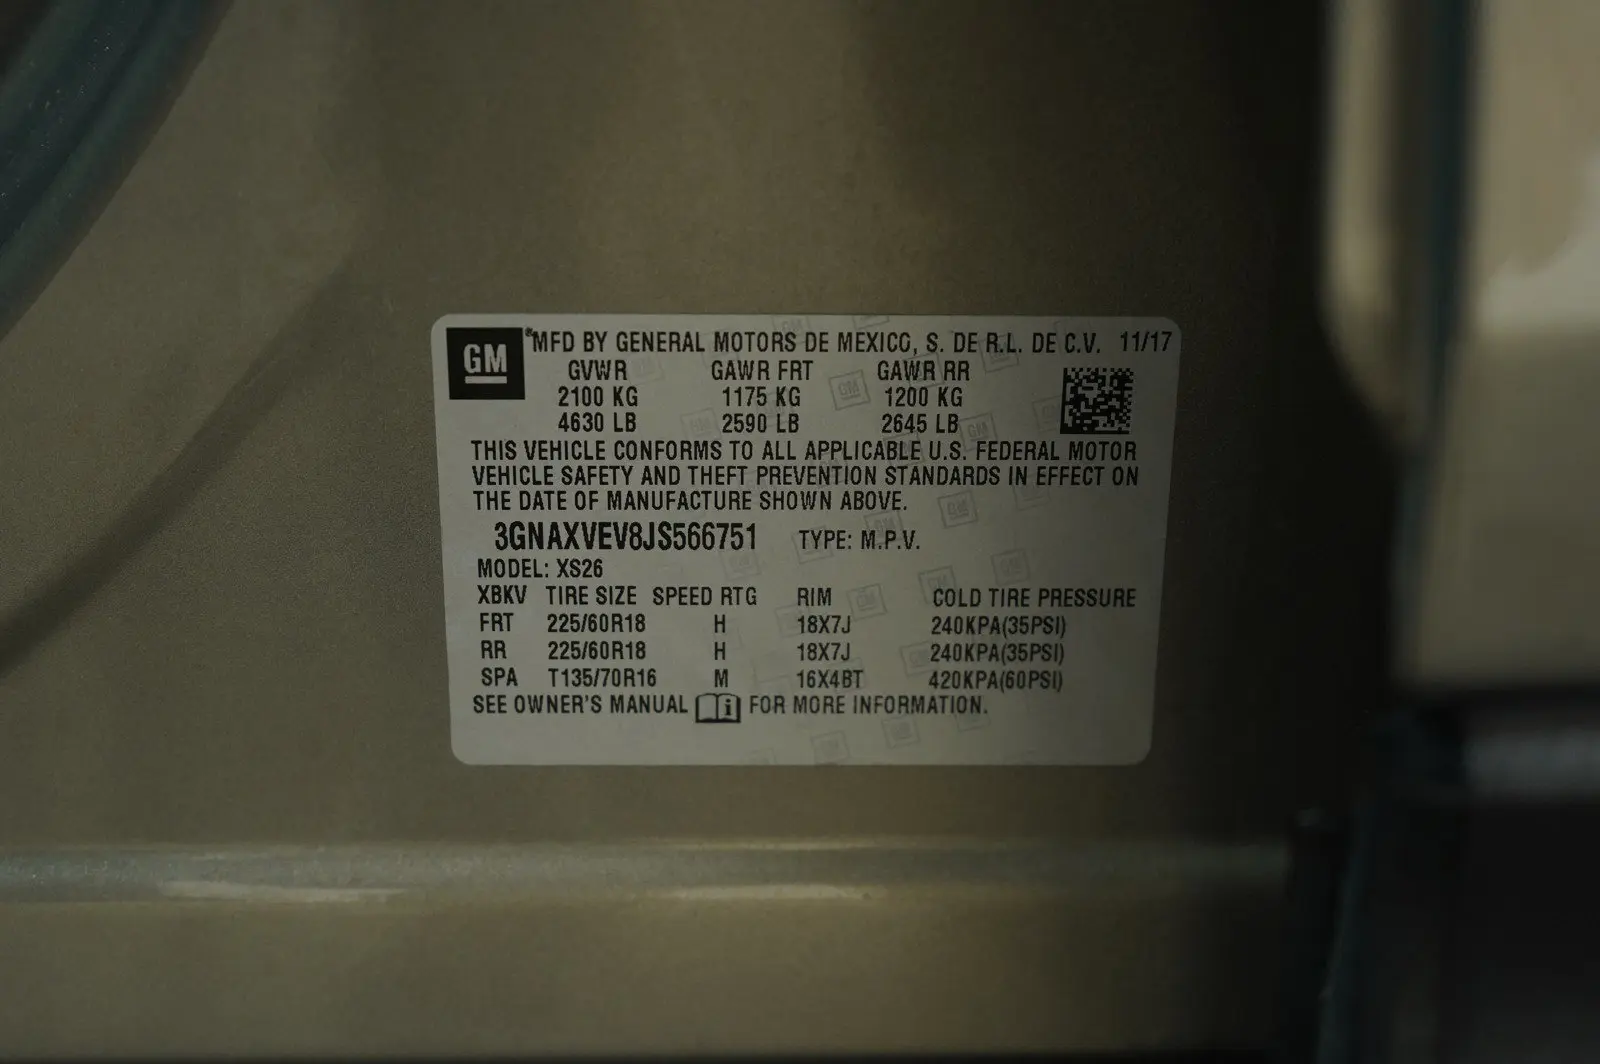 GM
MFD BY GENERAL MOTORS DE MEXICO, S. DE R.L. DE C.V. 11/17
GVWR GAWR FRT GAWR RR
2100 KG 1175 KG 1200 KG
4630 LB 2590 LB 2645 LB
THIS VEHICLE CONFORMS TO ALL APPLICABLE U.S. FEDERAL MOTOR
VEHICLE SAFETY AND THEFT PREVENTION STANDARDS IN EFFECT ON
THE DATE OF MANUFACTURE SHOWN ABOVE.
3GNAXVEV8JS566751 TYPE: M.P.V.
MODEL: XS26
XBKV TIRE SIZE SPEED RTG RIM COLD TIRE PRESSURE
FRT 225/60R18 H 18X7J 240KPA(35PSI)
RR 225/60R18 H 18X7J 240KPA(35PSI)
SPA T135/70R16 M 16X4BT 420KPA(60PSI)
SEE OWNER'S MANUAL i FOR MORE INFORMATION.